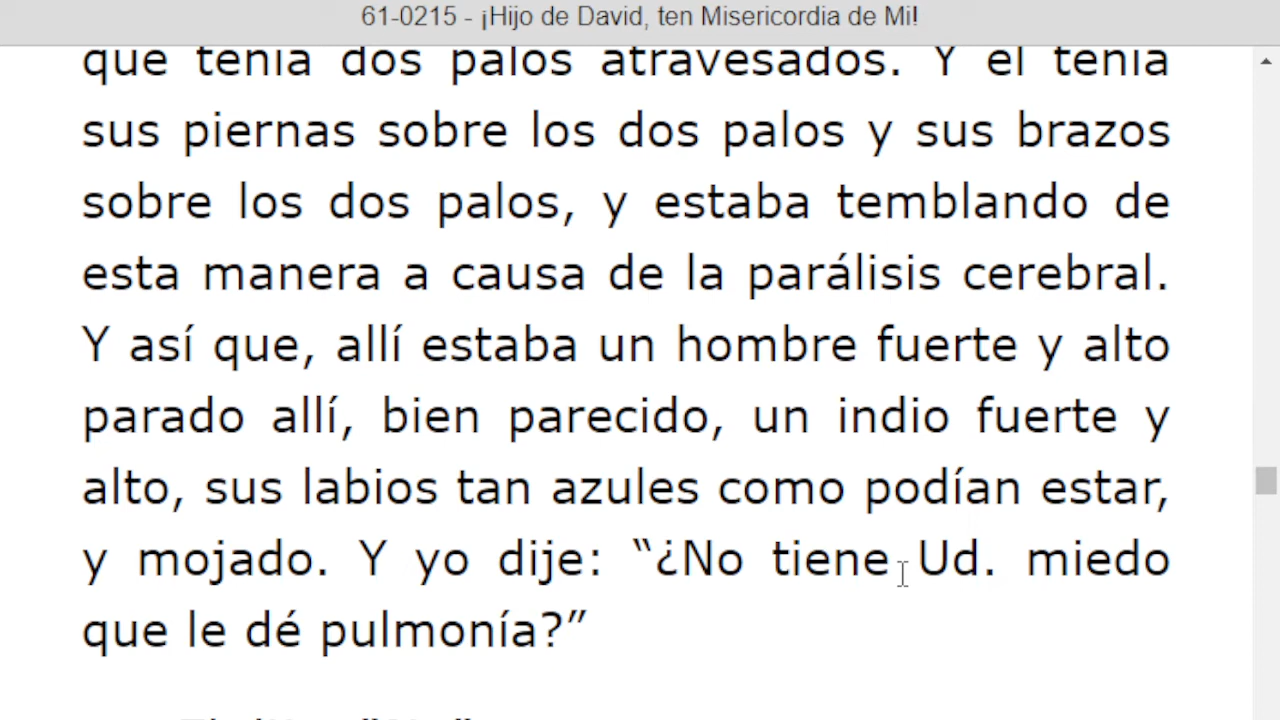 61-0215 - ¡Hijo de David, ten Misericordia de Mi!
que tenía dos palos atravesados. Y él tenía
sus piernas sobre los dos palos y sus brazos
sobre los dos palos, y estaba temblando de
esta manera a causa de la parálisis cerebral.
Y así que, allí estaba un hombre fuerte y alto
parado allí, bien parecido, un indio fuerte y
alto, sus labios tan azules como podían estar,
y mojado. Y yo dije: “¿No tiene Ud. miedo
que le dé pulmonía?”